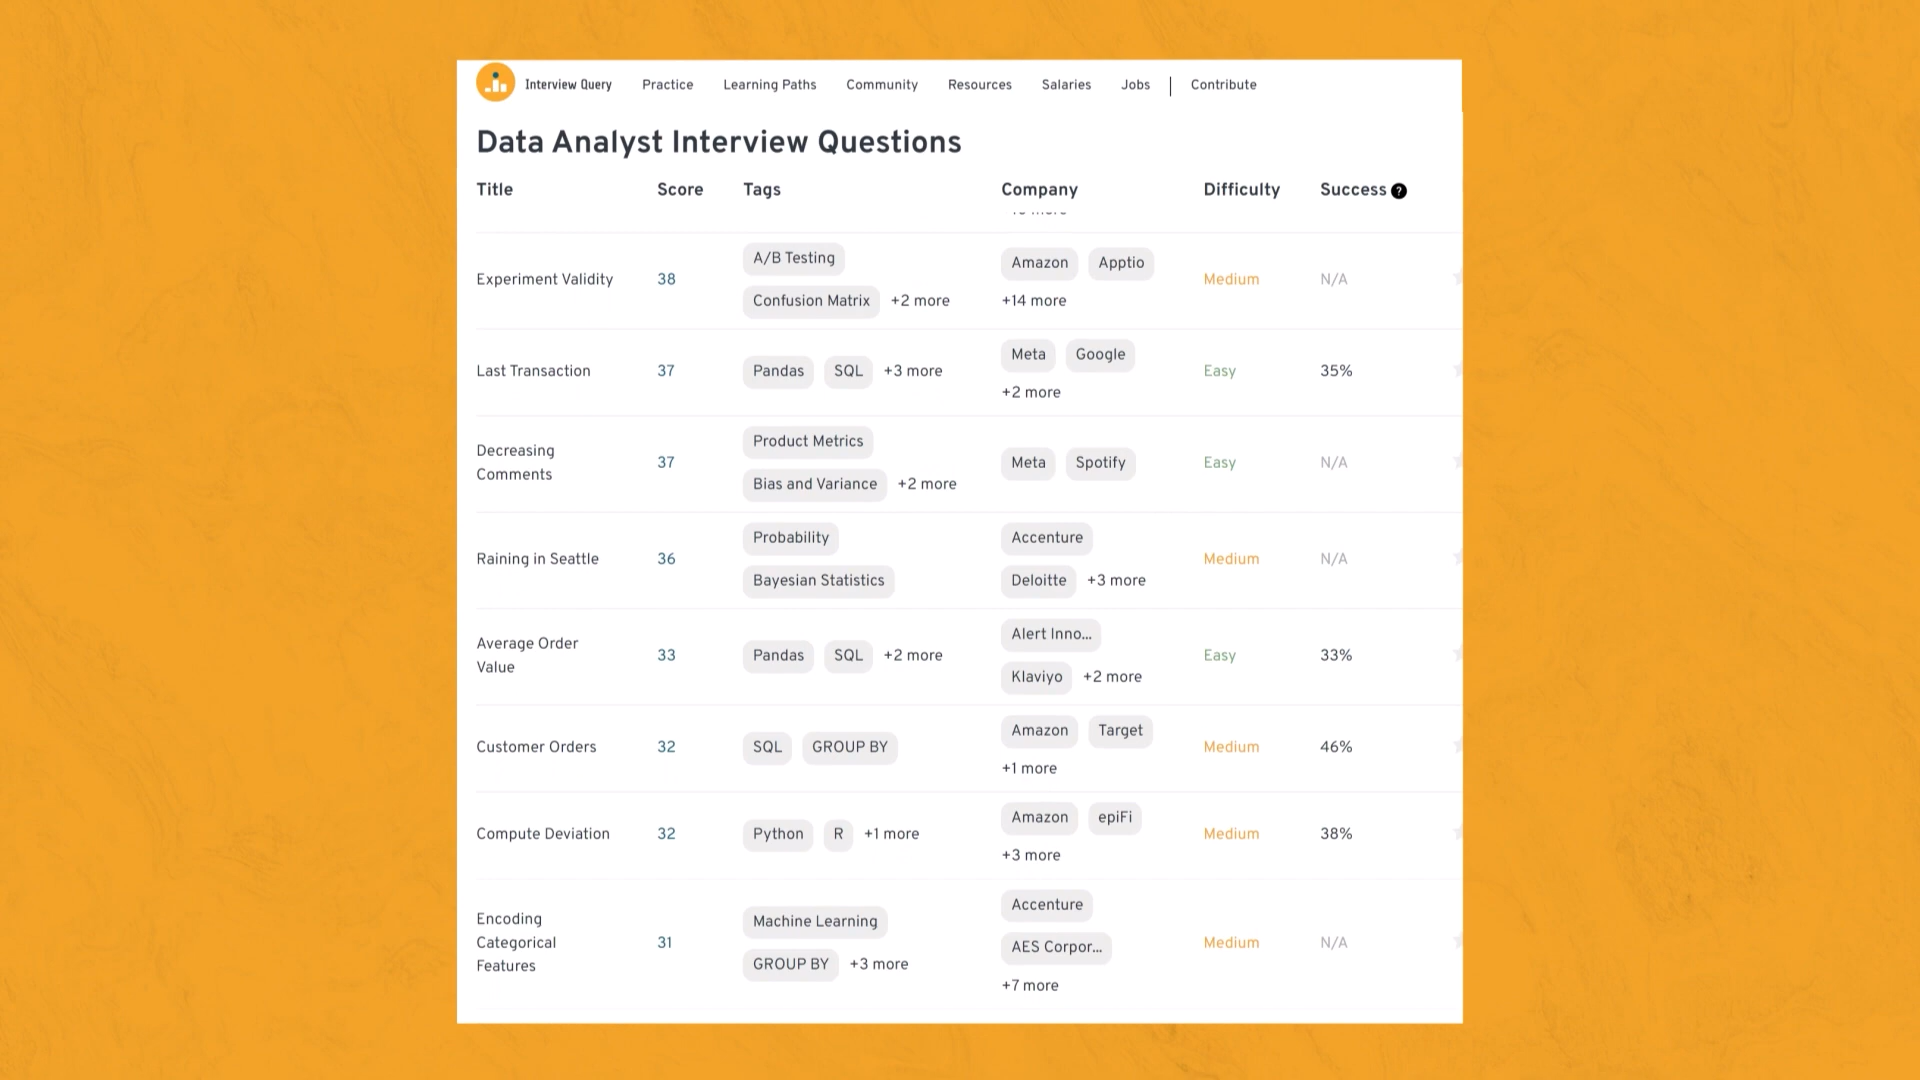 Interview Query Practice Learning Paths Community Resources Salaries Jobs | Contribute
Data Analyst Interview Questions
Title Score Tags Company Difficulty Success ?
Experiment Validity 38 A/B Testing Confusion Matrix +2 more Amazon Apptio +14 more Medium N/A
Last Transaction 37 Pandas SQL +3 more Meta Google +2 more Easy 35%
Decreasing Comments 37 Product Metrics Bias and Variance +2 more Meta Spotify Easy N/A
Raining in Seattle 36 Probability Bayesian Statistics Accenture Deloitte +3 more Medium N/A
Average Order Value 33 Pandas SQL +2 more Alert Inno... Klaviyo +2 more Easy 33%
Customer Orders 32 SQL GROUP BY Amazon Target +1 more Medium 46%
Compute Deviation 32 Python R +1 more Amazon epiFi +3 more Medium 38%
Encoding Categorical Features 31 Machine Learning GROUP BY +3 more Accenture AES Corpor... +7 more Medium N/A